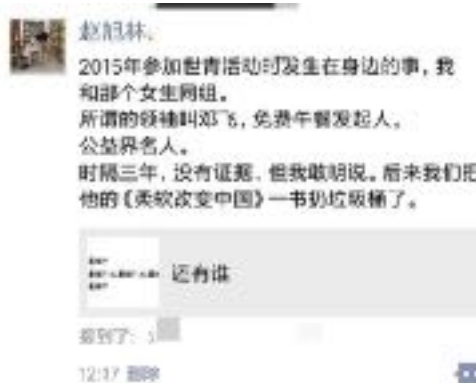 赵旭林.
2015年参加世青活动时发生在身边的事，我
和那个女生同组。
所谓的领袖叫邓飞，免费午餐发起人。
公益界名人。
时隔三年，没有证据，但我敢明说。后来我们把
他的《柔软改变中国》一书扔垃圾桶了。
还有谁
提到了：
12:17 删除